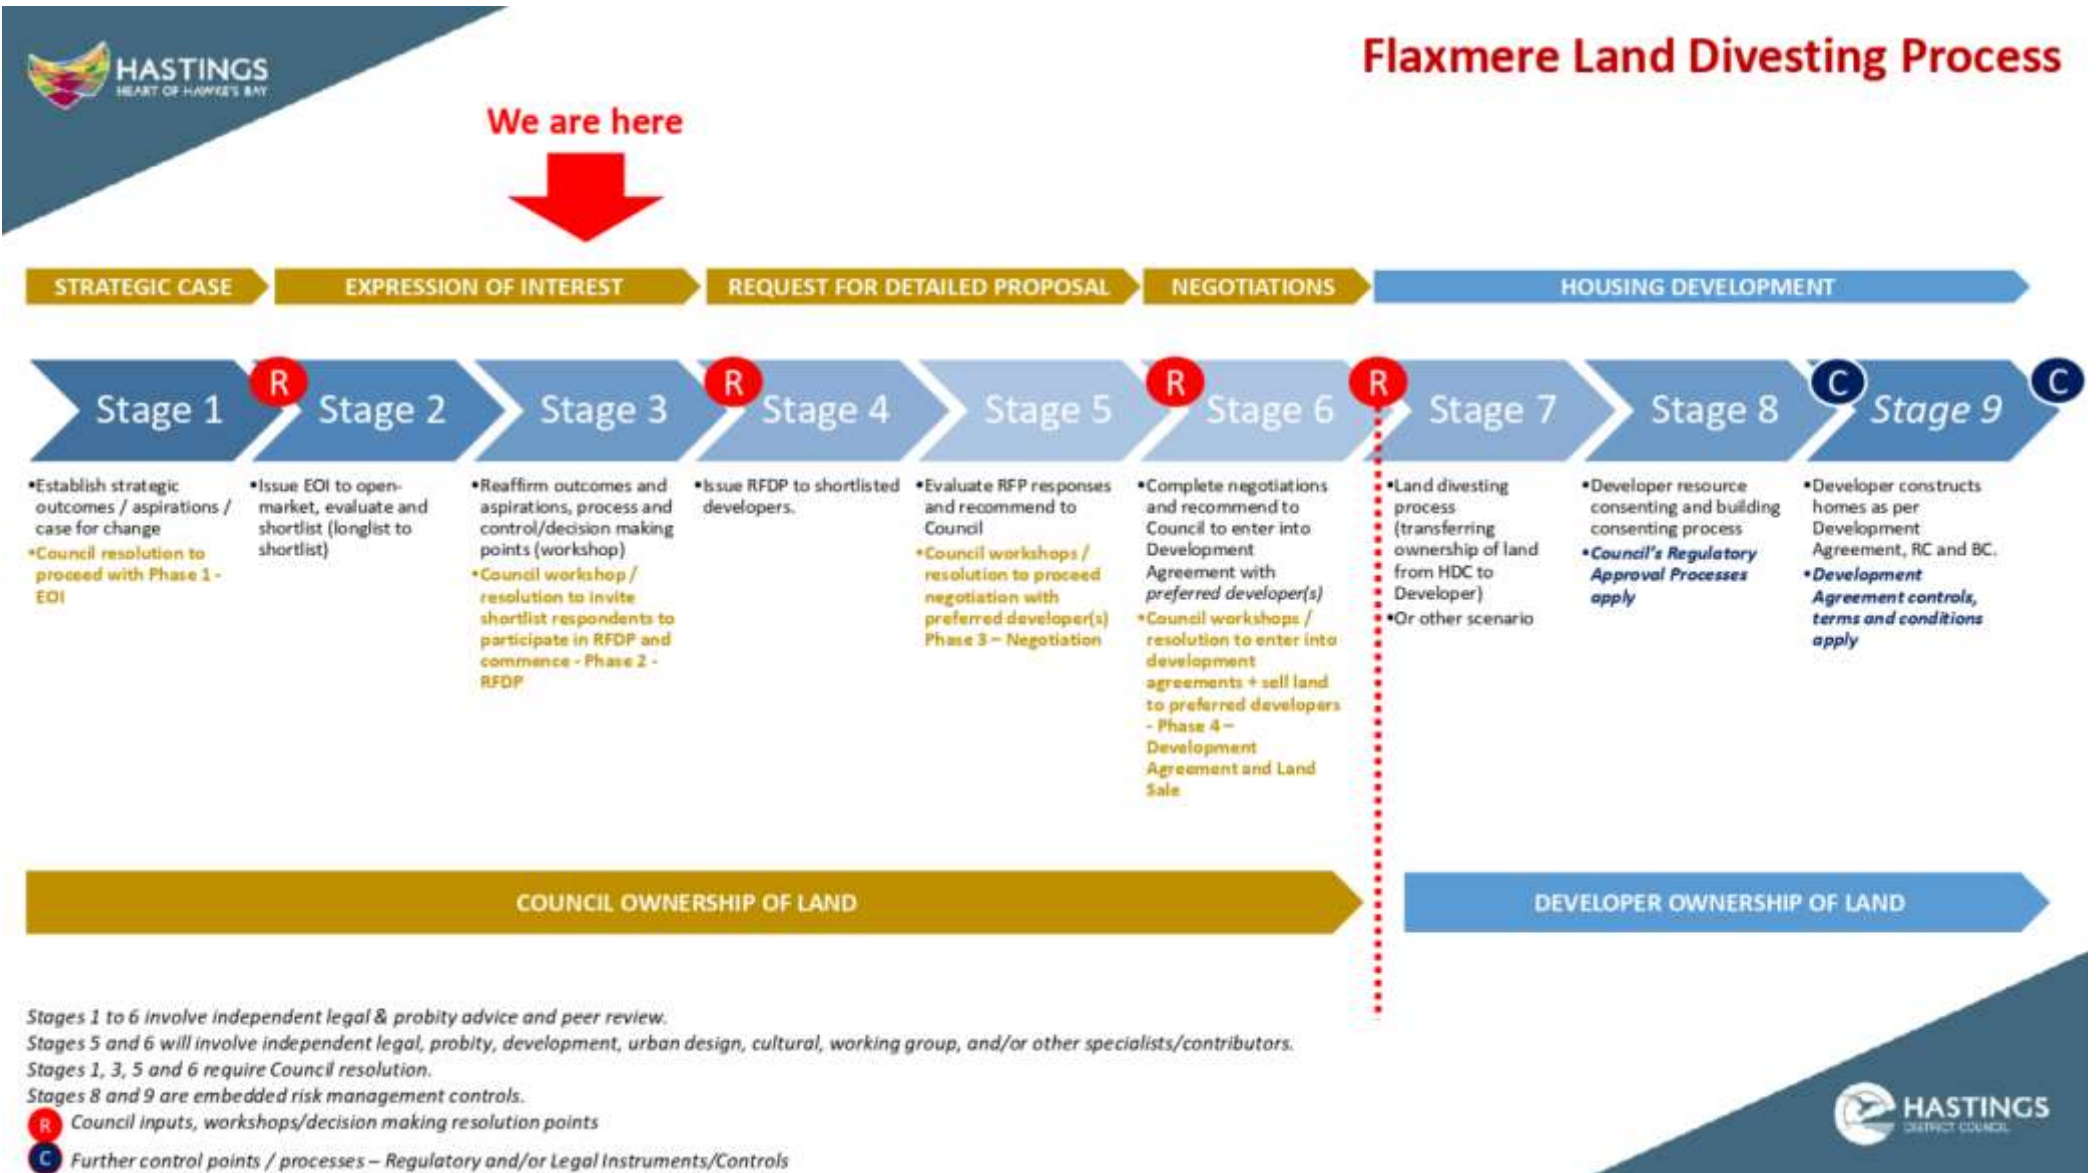 HASTINGS
HEART OF HAWKE'S BAY
Flaxmere Land Divesting Process
We are here
STRATEGIC CASE
EXPRESSION OF INTEREST
REQUEST FOR DETAILED PROPOSAL
NEGOTIATIONS
HOUSING DEVELOPMENT
Stage 1
R
Stage 2
Stage 3
R
Stage 4
Stage 5
R
Stage 6
R
Stage 7
Stage 8
C
Stage 9
C
•Establish strategic
outcomes / aspirations /
case for change
•Council resolution to
proceed with Phase 1 -
EOI
•Issue EOI to open-
market, evaluate and
shortlist (longlist to
shortlist)
•Reaffirm outcomes and
aspirations, process and
control/decision making
points (workshop)
•Council workshop /
resolution to invite
shortlist respondents to
participate in RFDP and
commence - Phase 2 -
RFDP
•Issue RFDP to shortlisted
developers.
•Evaluate RFP responses
and recommend to
Council
•Council workshops /
resolution to proceed
negotiation with
preferred developer(s)
Phase 3 – Negotiation
•Complete negotiations
and recommend to
Council to enter into
Development
Agreement with
preferred developer(s)
•Council workshops /
resolution to enter into
development
agreements + sell land
to preferred developers
- Phase 4 –
Development
Agreement and Land
Sale
•Land divesting
process
(transferring
ownership of land
from HDC to
Developer)
•Or other scenario
•Developer resource
consenting and building
consenting process
•Council's Regulatory
Approval Processes
apply
•Developer constructs
homes as per
Development
Agreement, RC and BC.
•Development
Agreement controls,
terms and conditions
apply
COUNCIL OWNERSHIP OF LAND
DEVELOPER OWNERSHIP OF LAND
Stages 1 to 6 involve independent legal & probity advice and peer review.
Stages 5 and 6 will involve independent legal, probity, development, urban design, cultural, working group, and/or other specialists/contributors.
Stages 1, 3, 5 and 6 require Council resolution.
Stages 8 and 9 are embedded risk management controls.
R Council inputs, workshops/decision making resolution points
C Further control points / processes – Regulatory and/or Legal Instruments/Controls
HASTINGS
DISTRICT COUNCIL